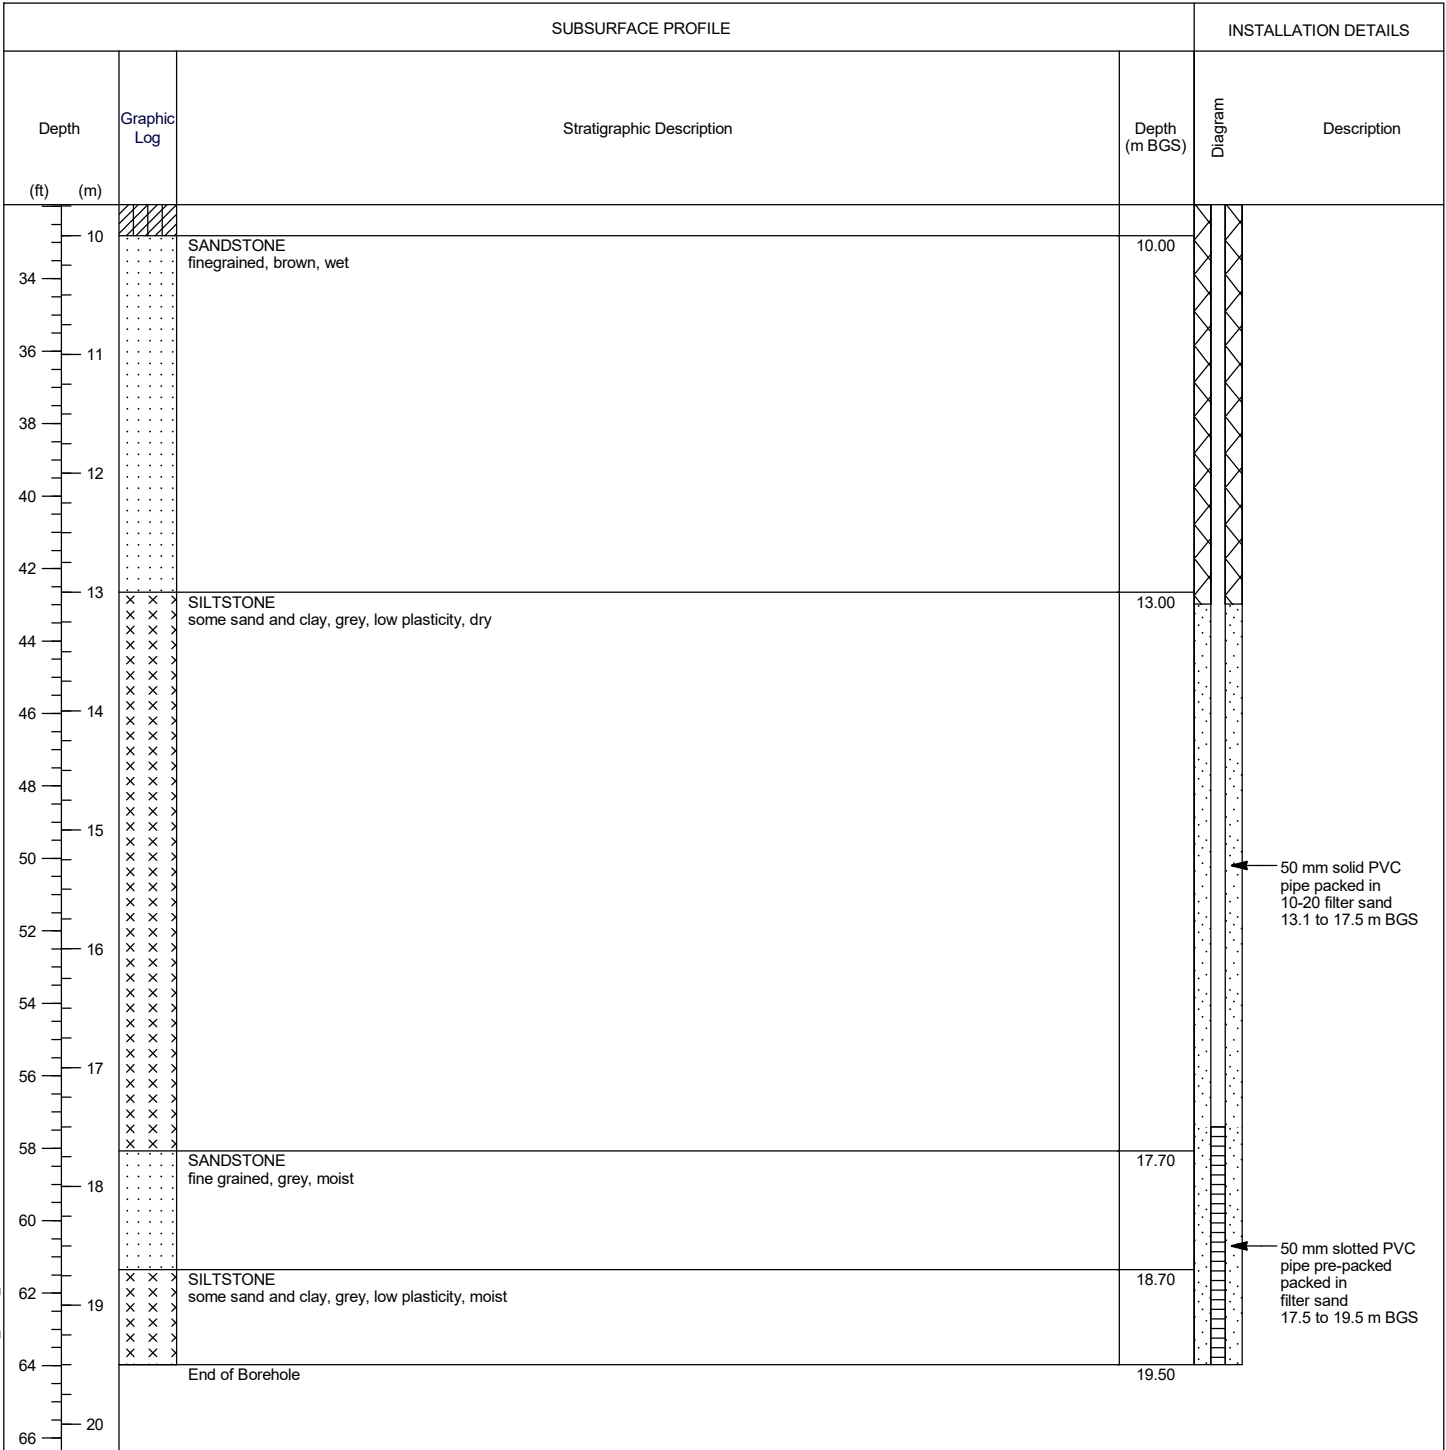 SUBSURFACE PROFILE
INSTALLATION DETAILS
Depth
Graphic
Log
Stratigraphic Description
Depth
(m BGS)
Diagram
Description
(ft) (m)
10
SANDSTONE
10.00
finegrained, brown, wet
34
36
11
38
12
40
42
13
SILTSTONE
13.00
some sand and clay, grey, low plasticity, dry
44
46
14
48
15
50
50 mm solid PVC
pipe packed in
10-20 filter sand
13.1 to 17.5 m BGS
52
16
54
17
56
58
SANDSTONE
17.70
fine grained, grey, moist
18
60
50 mm slotted PVC
pipe pre-packed
packed in
filter sand
17.5 to 19.5 m BGS
SILTSTONE
18.70
some sand and clay, grey, low plasticity, moist
62
19
64
End of Borehole
19.50
20
66